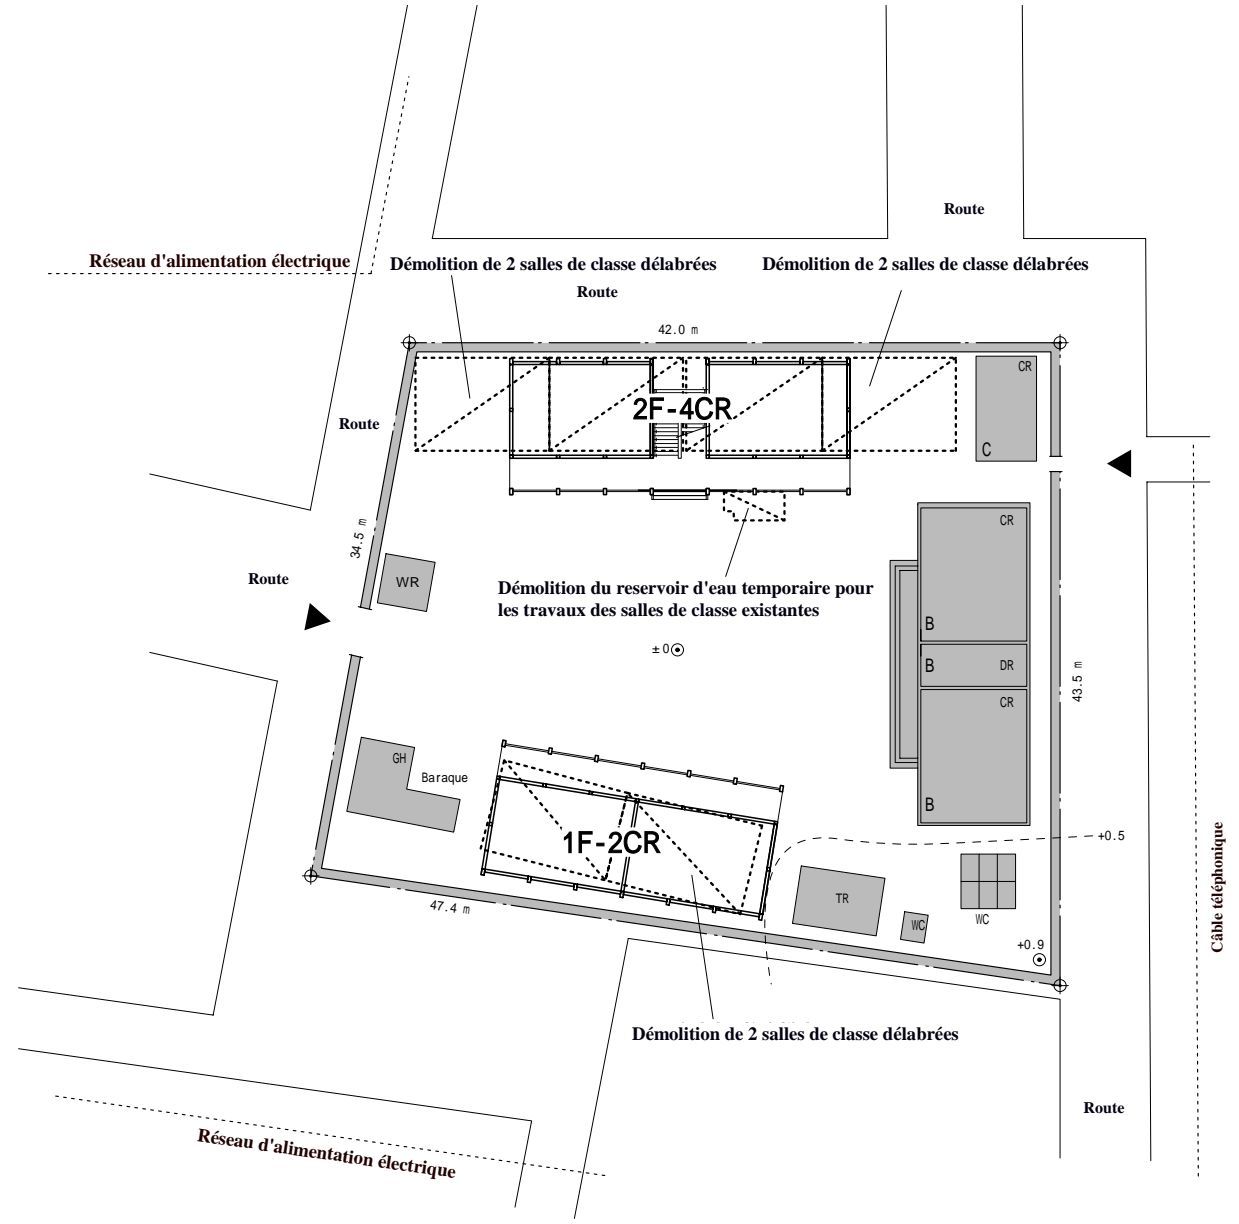 Route
Réseau d'alimentation électrique
Démolition de 2 salles de classe délabrées
Démolition de 2 salles de classe délabrées
Route
42.0 m
CR
2F-4CR
Route
C
CR
34.5 m
Route
WR
Démolition du reservoir d'eau temporaire pour
les travaux des salles de classe existantes
B
±0
B
DR
43.5 m
CR
GH
Baraque
B
1F-2CR
+0.5
Câble téléphonique
TR
47.4 m
WC
WC
+0.9
Démolition de 2 salles de classe délabrées
Route
Réseau d'alimentation électrique